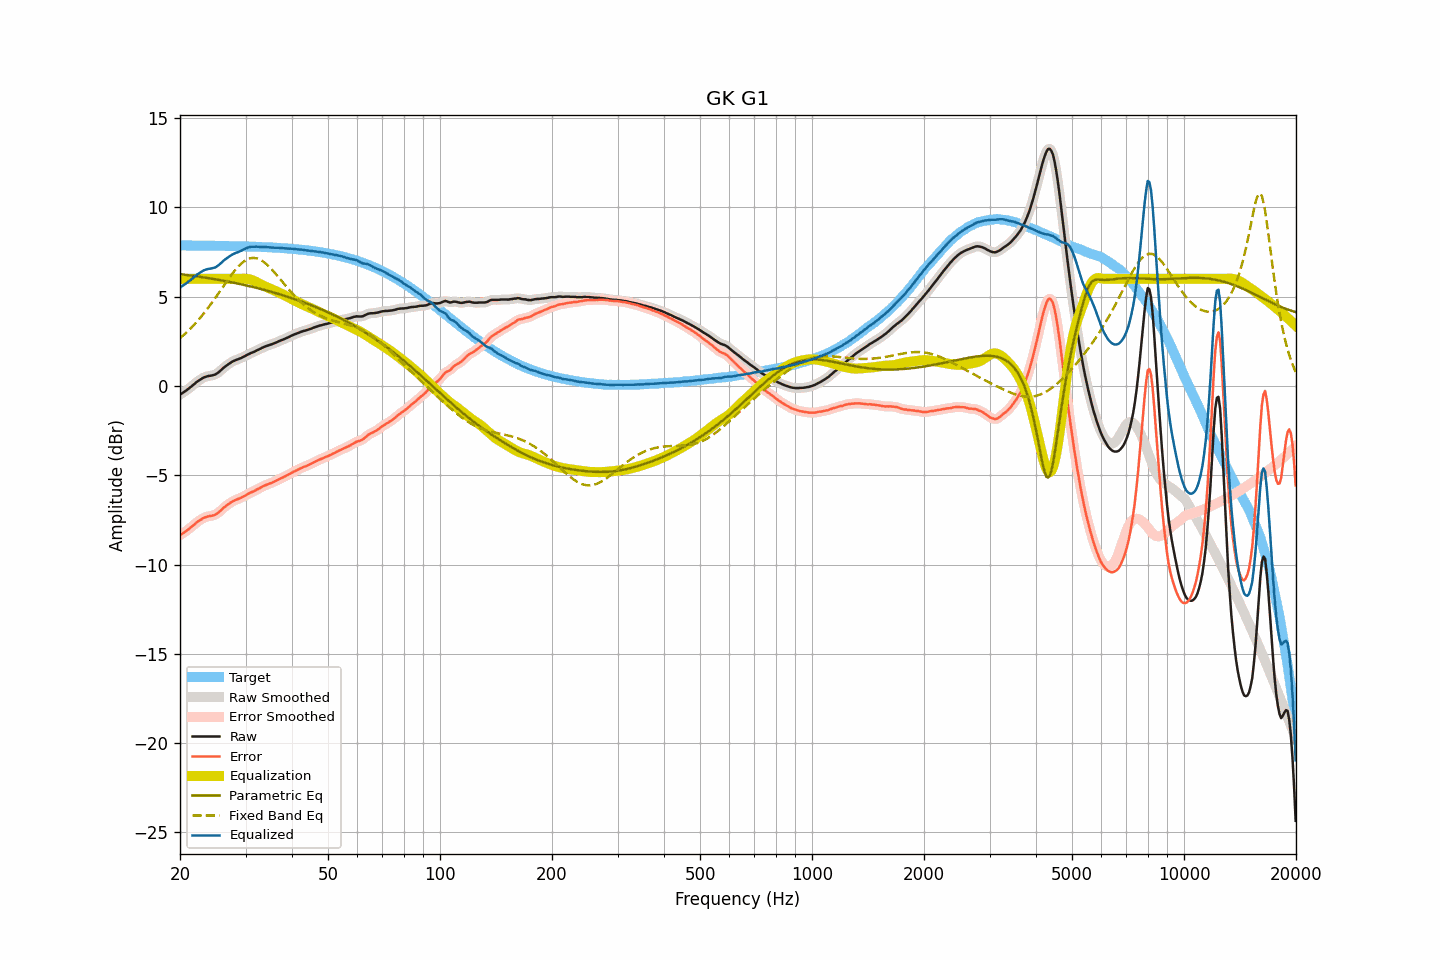 GK G1
15
10
5
0
−5
−10
−15
−20
−25
Amplitude (dBr)
Target
Raw Smoothed
Error Smoothed
Raw
Error
Equalization
Parametric Eq
Fixed Band Eq
Equalized
20 50 100 200 500 1000 2000 5000 10000 20000
Frequency (Hz)